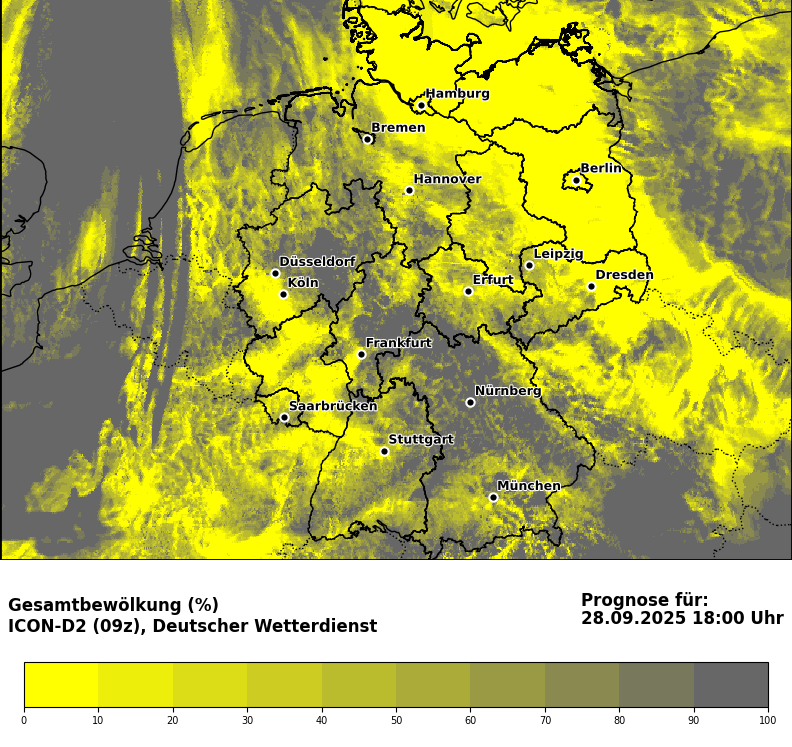 Hamburg
Bremen
Berlin
Hannover
Leipzig
Düsseldorf
Dresden
Erfurt
Köln
Frankfurt
Nürnberg
Saarbrücken
Stuttgart
München
Gesamtbewölkung (%)
ICON-D2 (09z), Deutscher Wetterdienst
Prognose für:
28.09.2025 18:00 Uhr
0 10 20 30 40 50 60 70 80 90 100